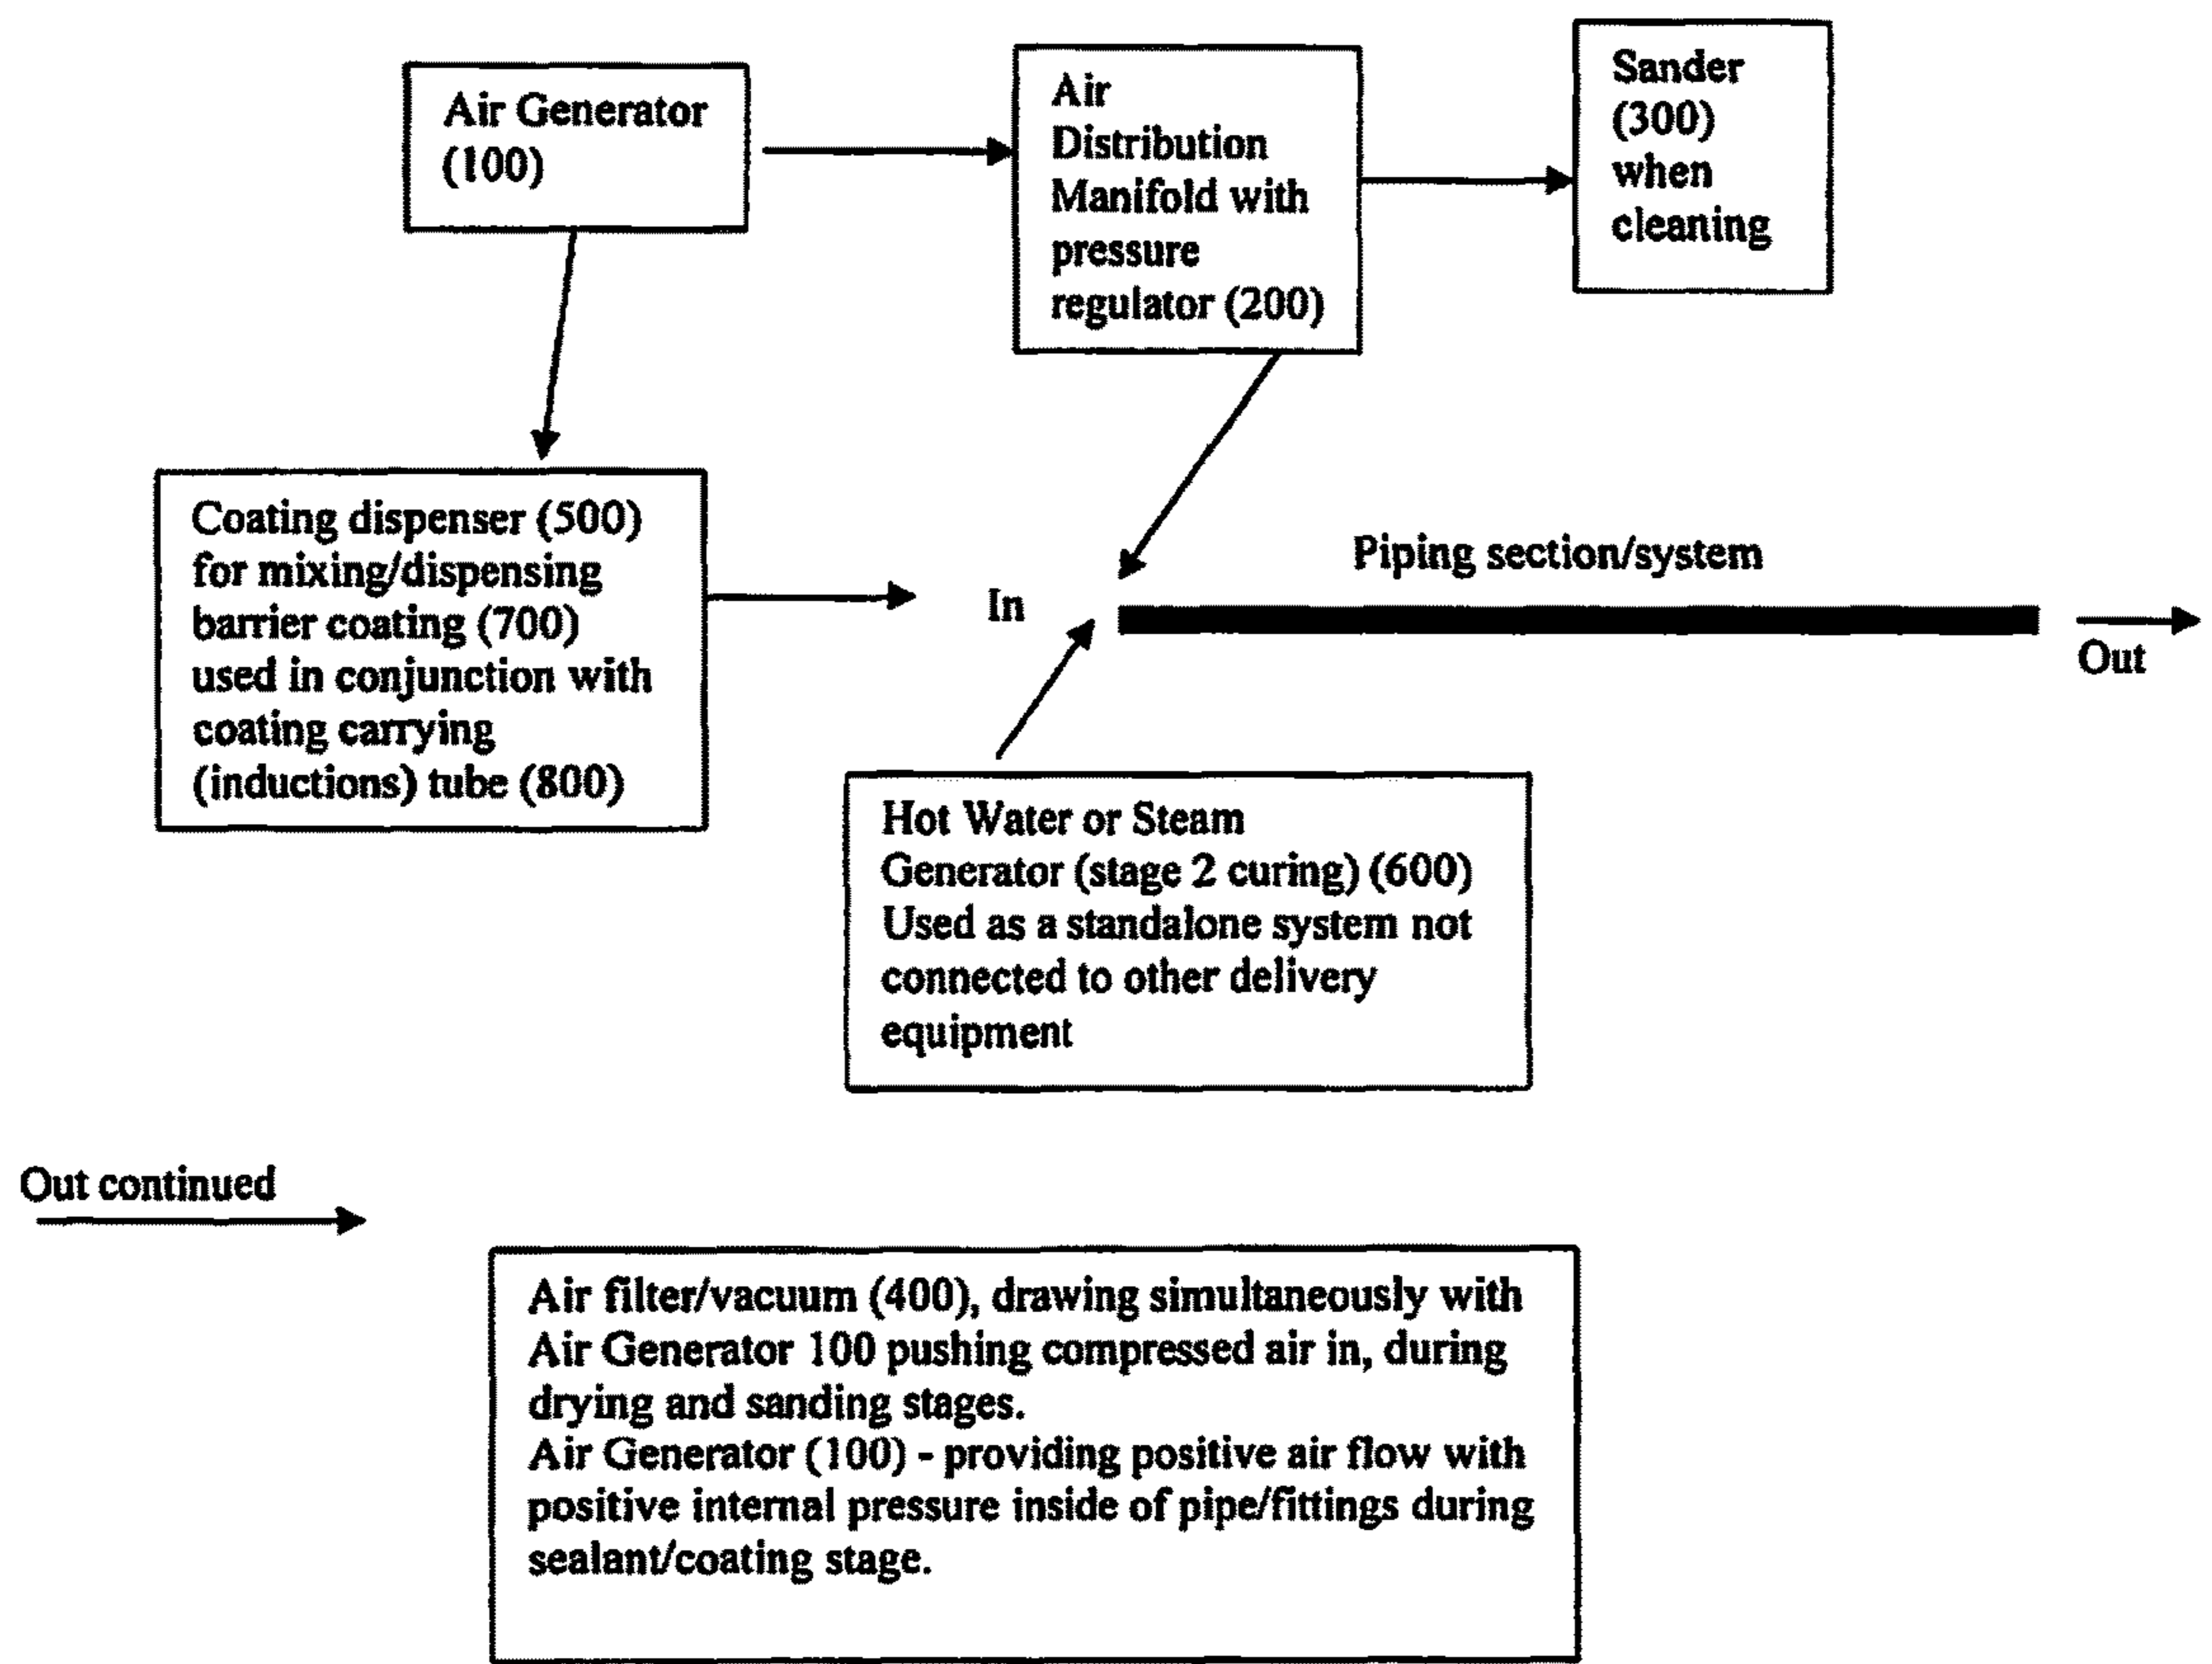 Air Generator
(100)
Air
Distribution
Manifold with
pressure
regulator (200)
Sander
(300)
when
cleaning
Coating dispenser (500)
for mixing/dispensing
barrier coating (700)
used in conjunction with
coating carrying
(inductions) tube (800)
In
Piping section/system
Out
Hot Water or Steam
Generator (stage 2 curing) (600)
Used as a standalone system not
connected to other delivery
equipment
Out continued
Air filter/vacuum (400), drawing simultaneously with
Air Generator 100 pushing compressed air in, during
drying and sanding stages.
Air Generator (100) - providing positive air flow with
positive internal pressure inside of pipe/fittings during
sealant/coating stage.